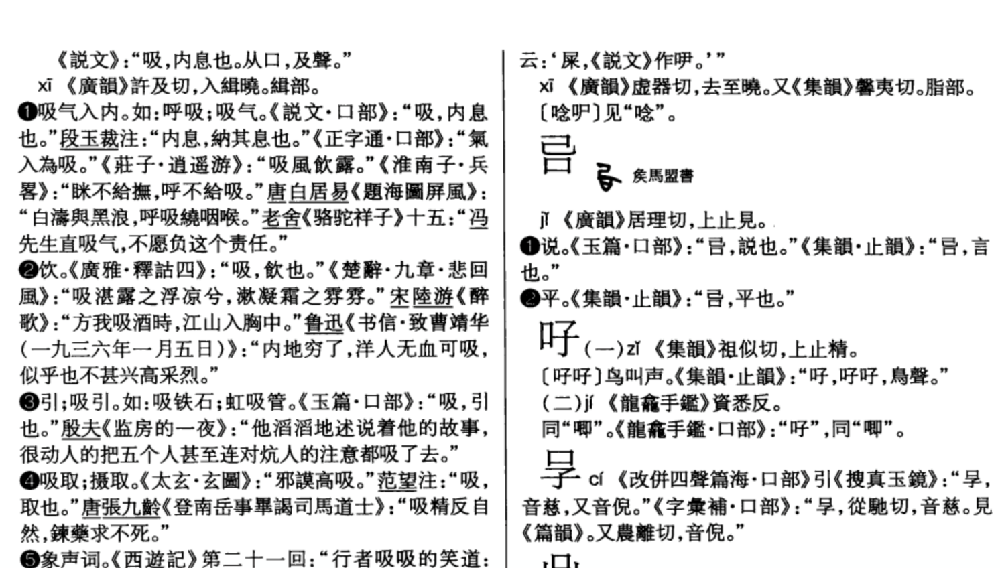 《説文》：“吸，内息也。从口，及聲。”
xī 《廣韻》許及切，入緝曉。緝部。
❶吸气入内。如：呼吸；吸气。《説文·口部》：“吸，内息
也。”段玉裁注：“内息，納其息也。”《正字通·口部》：“氣
入為吸。”《莊子·逍遥游》：“吸風飲露。”《淮南子·兵
畧》：“眯不給撫，呼不給吸。”唐白居易《題海圖屏風》：
“白濤與黑浪，呼吸繞咽喉。”老舍《骆驼祥子》十五：“冯
先生直吸气，不愿负这个责任。”
❷饮。《廣雅·釋詁四》：“吸，飲也。”《楚辭·九章·悲回
風》：“吸湛露之浮凉兮，漱凝霜之雰雰。”宋陸游《醉
歌》：“方我吸酒時，江山入胸中。”鲁迅《书信·致曹靖华
（一九三六年一月五日）》：“内地穷了，洋人无血可吸，
似乎也不甚兴高采烈。”
❸引；吸引。如：吸铁石；虹吸管。《玉篇·口部》：“吸，引
也。”殷夫《监房的一夜》：“他滔滔地述说着他的故事，
很动人的把五个人甚至连对炕人的注意都吸了去。”
❹吸取；摄取。《太玄·玄圖》：“邪謨高吸。”范望注：“吸，
取也。”唐張九齡《登南岳事畢謁司馬道士》：“吸精反自
然，鍊藥求不死。”
❺象声词。《西遊記》第二十一回：“行者吸吸的笑道：
云：‘屎，《説文》作。’”
xī 《廣韻》虚器切，去至曉。又《集韻》馨夷切。脂部。
〔唸㕧〕见“唸”。
矦馬盟書
jǐ 《廣韻》居理切，上止見。
❶说。《玉篇·口部》：“，説也。”《集韻·止韻》：“，言
也。”
❷平。《集韻·止韻》：“，平也。”
吇（一）zǐ 《集韻》祖似切，上止精。
〔吇吇〕鸟叫声。《集韻·止韻》：“吇，吇吇，鳥聲。”
（二）jí 《龍龕手鑑》資悉反。
同“唧”。《龍龕手鑑·口部》：“吇”，同“唧”。
cí 《改併四聲篇海·口部》引《搜真玉鏡》：“，
音慈，又音倪。”《字彙補·口部》：“，從馳切，音慈。見
《篇韻》。又農離切，音倪。”